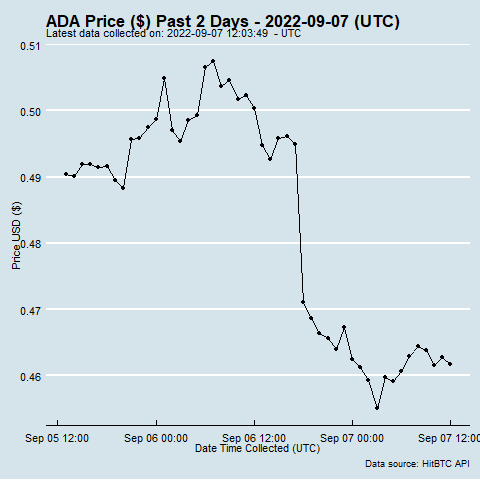 ADA Price ($) Past 2 Days - 2022-09-07 (UTC)
Latest data collected on: 2022-09-07 12:03:49 - UTC
0.51
0.50
0.49
0.48
0.47
0.46
Price USD ($)
Sep 05 12:00 Sep 06 00:00 Sep 06 12:00 Sep 07 00:00 Sep 07 12:00
Date Time Collected (UTC)
Data source: HitBTC API